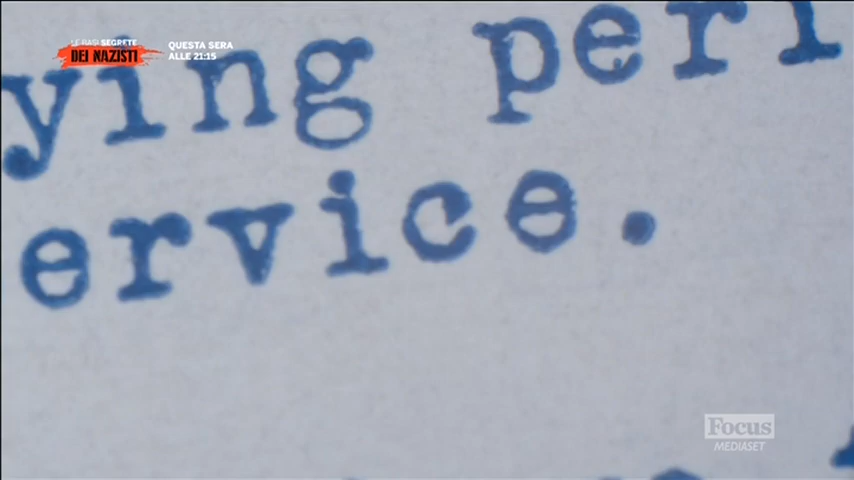 LE BASI SEGRETE
DEI NAZISTI
QUESTA SERA
ALLE 21:15
ying peri
ervice.
Focus
MEDIASET